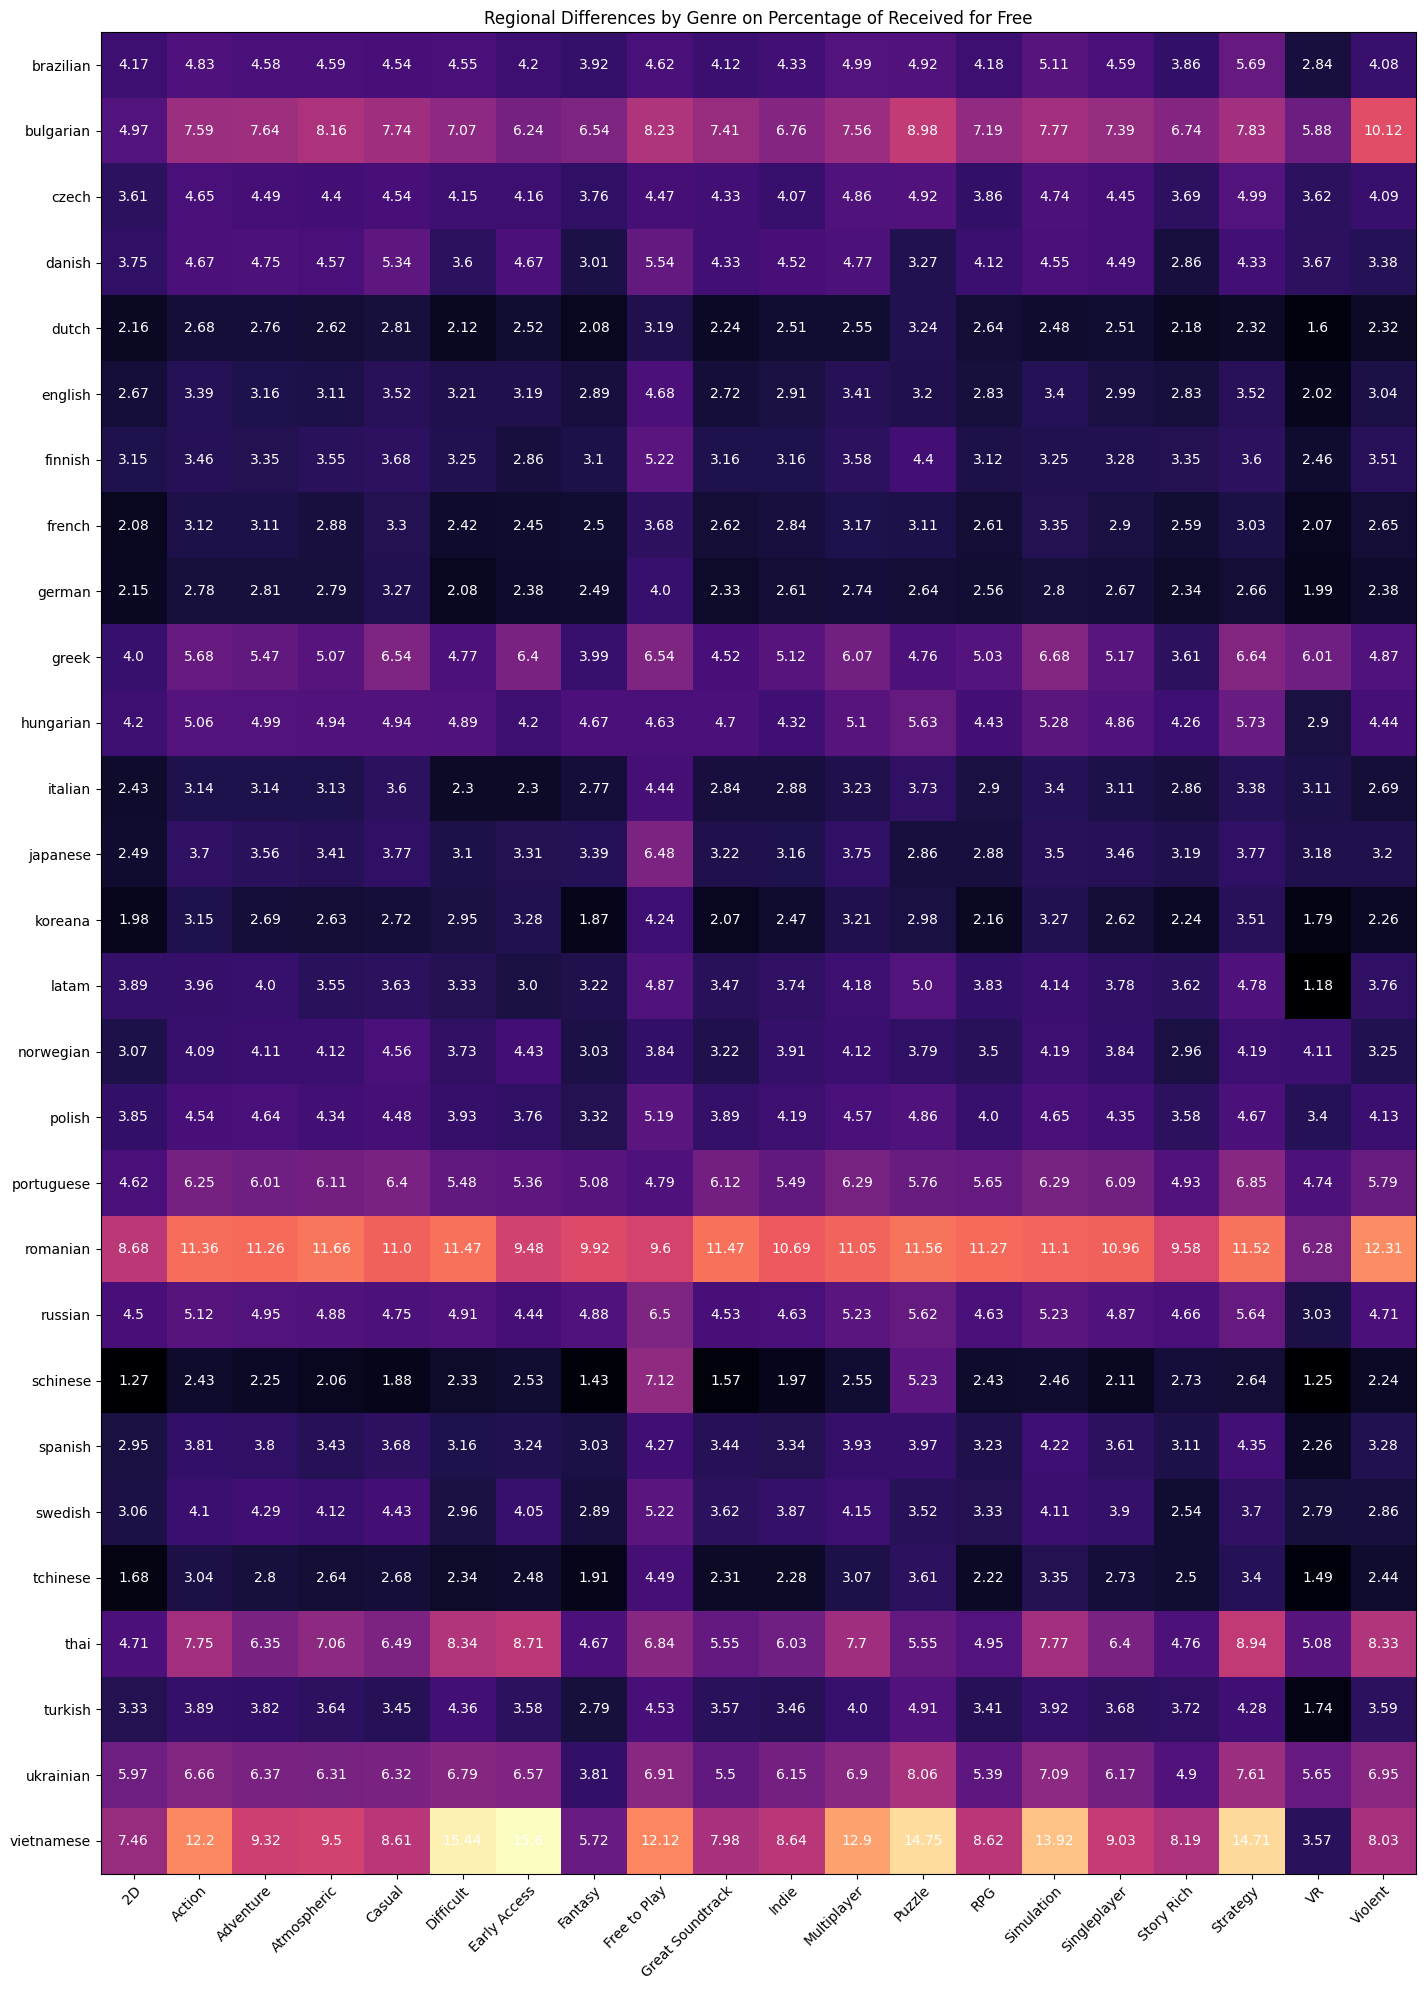 Regional Differences by Genre on Percentage of Received for Free
brazilian 4.17 4.83 4.58 4.59 4.54 4.55 4.2 3.92 4.62 4.12 4.33 4.99 4.92 4.18 5.11 4.59 3.86 5.69 2.84 4.08
bulgarian 4.97 7.59 7.64 8.16 7.74 7.07 6.24 6.54 8.23 7.41 6.76 7.56 8.98 7.19 7.77 7.39 6.74 7.83 5.88 10.12
czech 3.61 4.65 4.49 4.4 4.54 4.15 4.16 3.76 4.47 4.33 4.07 4.86 4.92 3.86 4.74 4.45 3.69 4.99 3.62 4.09
danish 3.75 4.67 4.75 4.57 5.34 3.6 4.67 3.01 5.54 4.33 4.52 4.77 3.27 4.12 4.55 4.49 2.86 4.33 3.67 3.38
dutch 2.16 2.68 2.76 2.62 2.81 2.12 2.52 2.08 3.19 2.24 2.51 2.55 3.24 2.64 2.48 2.51 2.18 2.32 1.6 2.32
english 2.67 3.39 3.16 3.11 3.52 3.21 3.19 2.89 4.68 2.72 2.91 3.41 3.2 2.83 3.4 2.99 2.83 3.52 2.02 3.04
finnish 3.15 3.46 3.35 3.55 3.68 3.25 2.86 3.1 5.22 3.16 3.16 3.58 4.4 3.12 3.25 3.28 3.35 3.6 2.46 3.51
french 2.08 3.12 3.11 2.88 3.3 2.42 2.45 2.5 3.68 2.62 2.84 3.17 3.11 2.61 3.35 2.9 2.59 3.03 2.07 2.65
german 2.15 2.78 2.81 2.79 3.27 2.08 2.38 2.49 4.0 2.33 2.61 2.74 2.64 2.56 2.8 2.67 2.34 2.66 1.99 2.38
greek 4.0 5.68 5.47 5.07 6.54 4.77 6.4 3.99 6.54 4.52 5.12 6.07 4.76 5.03 6.68 5.17 3.61 6.64 6.01 4.87
hungarian 4.2 5.06 4.99 4.94 4.94 4.89 4.2 4.67 4.63 4.7 4.32 5.1 5.63 4.43 5.28 4.86 4.26 5.73 2.9 4.44
italian 2.43 3.14 3.14 3.13 3.6 2.3 2.3 2.77 4.44 2.84 2.88 3.23 3.73 2.9 3.4 3.11 2.86 3.38 3.11 2.69
japanese 2.49 3.7 3.56 3.41 3.77 3.1 3.31 3.39 6.48 3.22 3.16 3.75 2.86 2.88 3.5 3.46 3.19 3.77 3.18 3.2
koreana 1.98 3.15 2.69 2.63 2.72 2.95 3.28 1.87 4.24 2.07 2.47 3.21 2.98 2.16 3.27 2.62 2.24 3.51 1.79 2.26
latam 3.89 3.96 4.0 3.55 3.63 3.33 3.0 3.22 4.87 3.47 3.74 4.18 5.0 3.83 4.14 3.78 3.62 4.78 1.18 3.76
norwegian 3.07 4.09 4.11 4.12 4.56 3.73 4.43 3.03 3.84 3.22 3.91 4.12 3.79 3.5 4.19 3.84 2.96 4.19 4.11 3.25
polish 3.85 4.54 4.64 4.34 4.48 3.93 3.76 3.32 5.19 3.89 4.19 4.57 4.86 4.0 4.65 4.35 3.58 4.67 3.4 4.13
portuguese 4.62 6.25 6.01 6.11 6.4 5.48 5.36 5.08 4.79 6.12 5.49 6.29 5.76 5.65 6.29 6.09 4.93 6.85 4.74 5.79
romanian 8.68 11.36 11.26 11.66 11.0 11.47 9.48 9.92 9.6 11.47 10.69 11.05 11.56 11.27 11.1 10.96 9.58 11.52 6.28 12.31
russian 4.5 5.12 4.95 4.88 4.75 4.91 4.44 4.88 6.5 4.53 4.63 5.23 5.62 4.63 5.23 4.87 4.66 5.64 3.03 4.71
schinese 1.27 2.43 2.25 2.06 1.88 2.33 2.53 1.43 7.12 1.57 1.97 2.55 5.23 2.43 2.46 2.11 2.73 2.64 1.25 2.24
spanish 2.95 3.81 3.8 3.43 3.68 3.16 3.24 3.03 4.27 3.44 3.34 3.93 3.97 3.23 4.22 3.61 3.11 4.35 2.26 3.28
swedish 3.06 4.1 4.29 4.12 4.43 2.96 4.05 2.89 5.22 3.62 3.87 4.15 3.52 3.33 4.11 3.9 2.54 3.7 2.79 2.86
tchinese 1.68 3.04 2.8 2.64 2.68 2.34 2.48 1.91 4.49 2.31 2.28 3.07 3.61 2.22 3.35 2.73 2.5 3.4 1.49 2.44
thai 4.71 7.75 6.35 7.06 6.49 8.34 8.71 4.67 6.84 5.55 6.03 7.7 5.55 4.95 7.77 6.4 4.76 8.94 5.08 8.33
turkish 3.33 3.89 3.82 3.64 3.45 4.36 3.58 2.79 4.53 3.57 3.46 4.0 4.91 3.41 3.92 3.68 3.72 4.28 1.74 3.59
ukrainian 5.97 6.66 6.37 6.31 6.32 6.79 6.57 3.81 6.91 5.5 6.15 6.9 8.06 5.39 7.09 6.17 4.9 7.61 5.65 6.95
vietnamese 7.46 12.2 9.32 9.5 8.61 15.44 15.8 5.72 12.12 7.98 8.64 12.9 14.75 8.62 13.92 9.03 8.19 14.71 3.57 8.03
2D Action Adventure Atmospheric Casual Difficult Early Access Fantasy Free to Play Great Soundtrack Indie Multiplayer Puzzle RPG Simulation Singleplayer Story Rich Strategy VR Violent